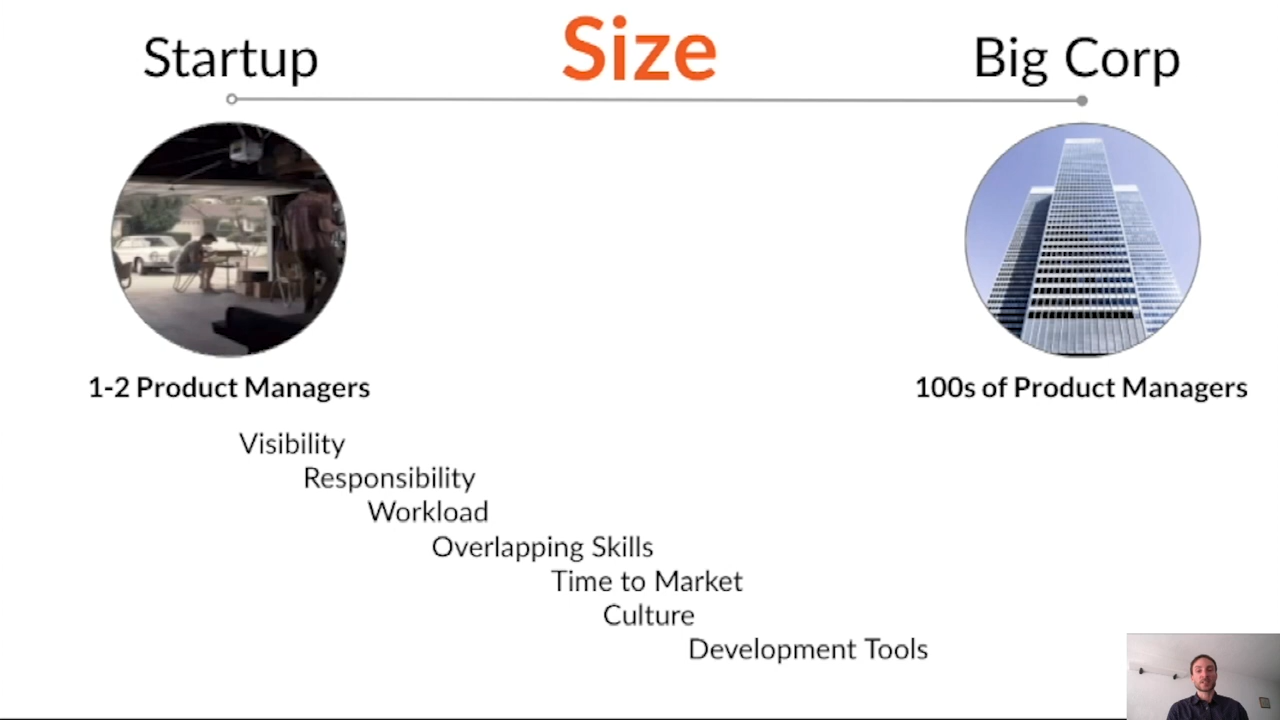 Startup
Size
Big Corp
1-2 Product Managers
100s of Product Managers
Visibility
Responsibility
Workload
Overlapping Skills
Time to Market
Culture
Development Tools